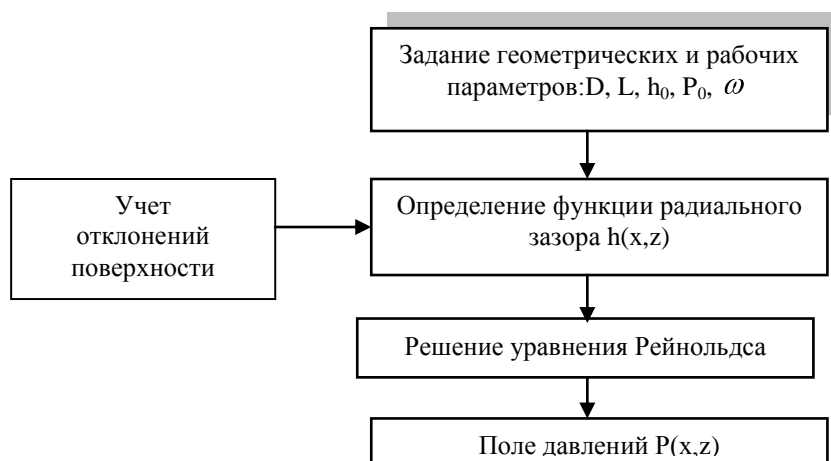 Задание геометрических и рабочих
параметров:D, L, h₀, P₀, ω
Учет
отклонений
поверхности
Определение функции радиального
зазора h(x,z)
Решение уравнения Рейнольдса
Поле давлений P(x,z)